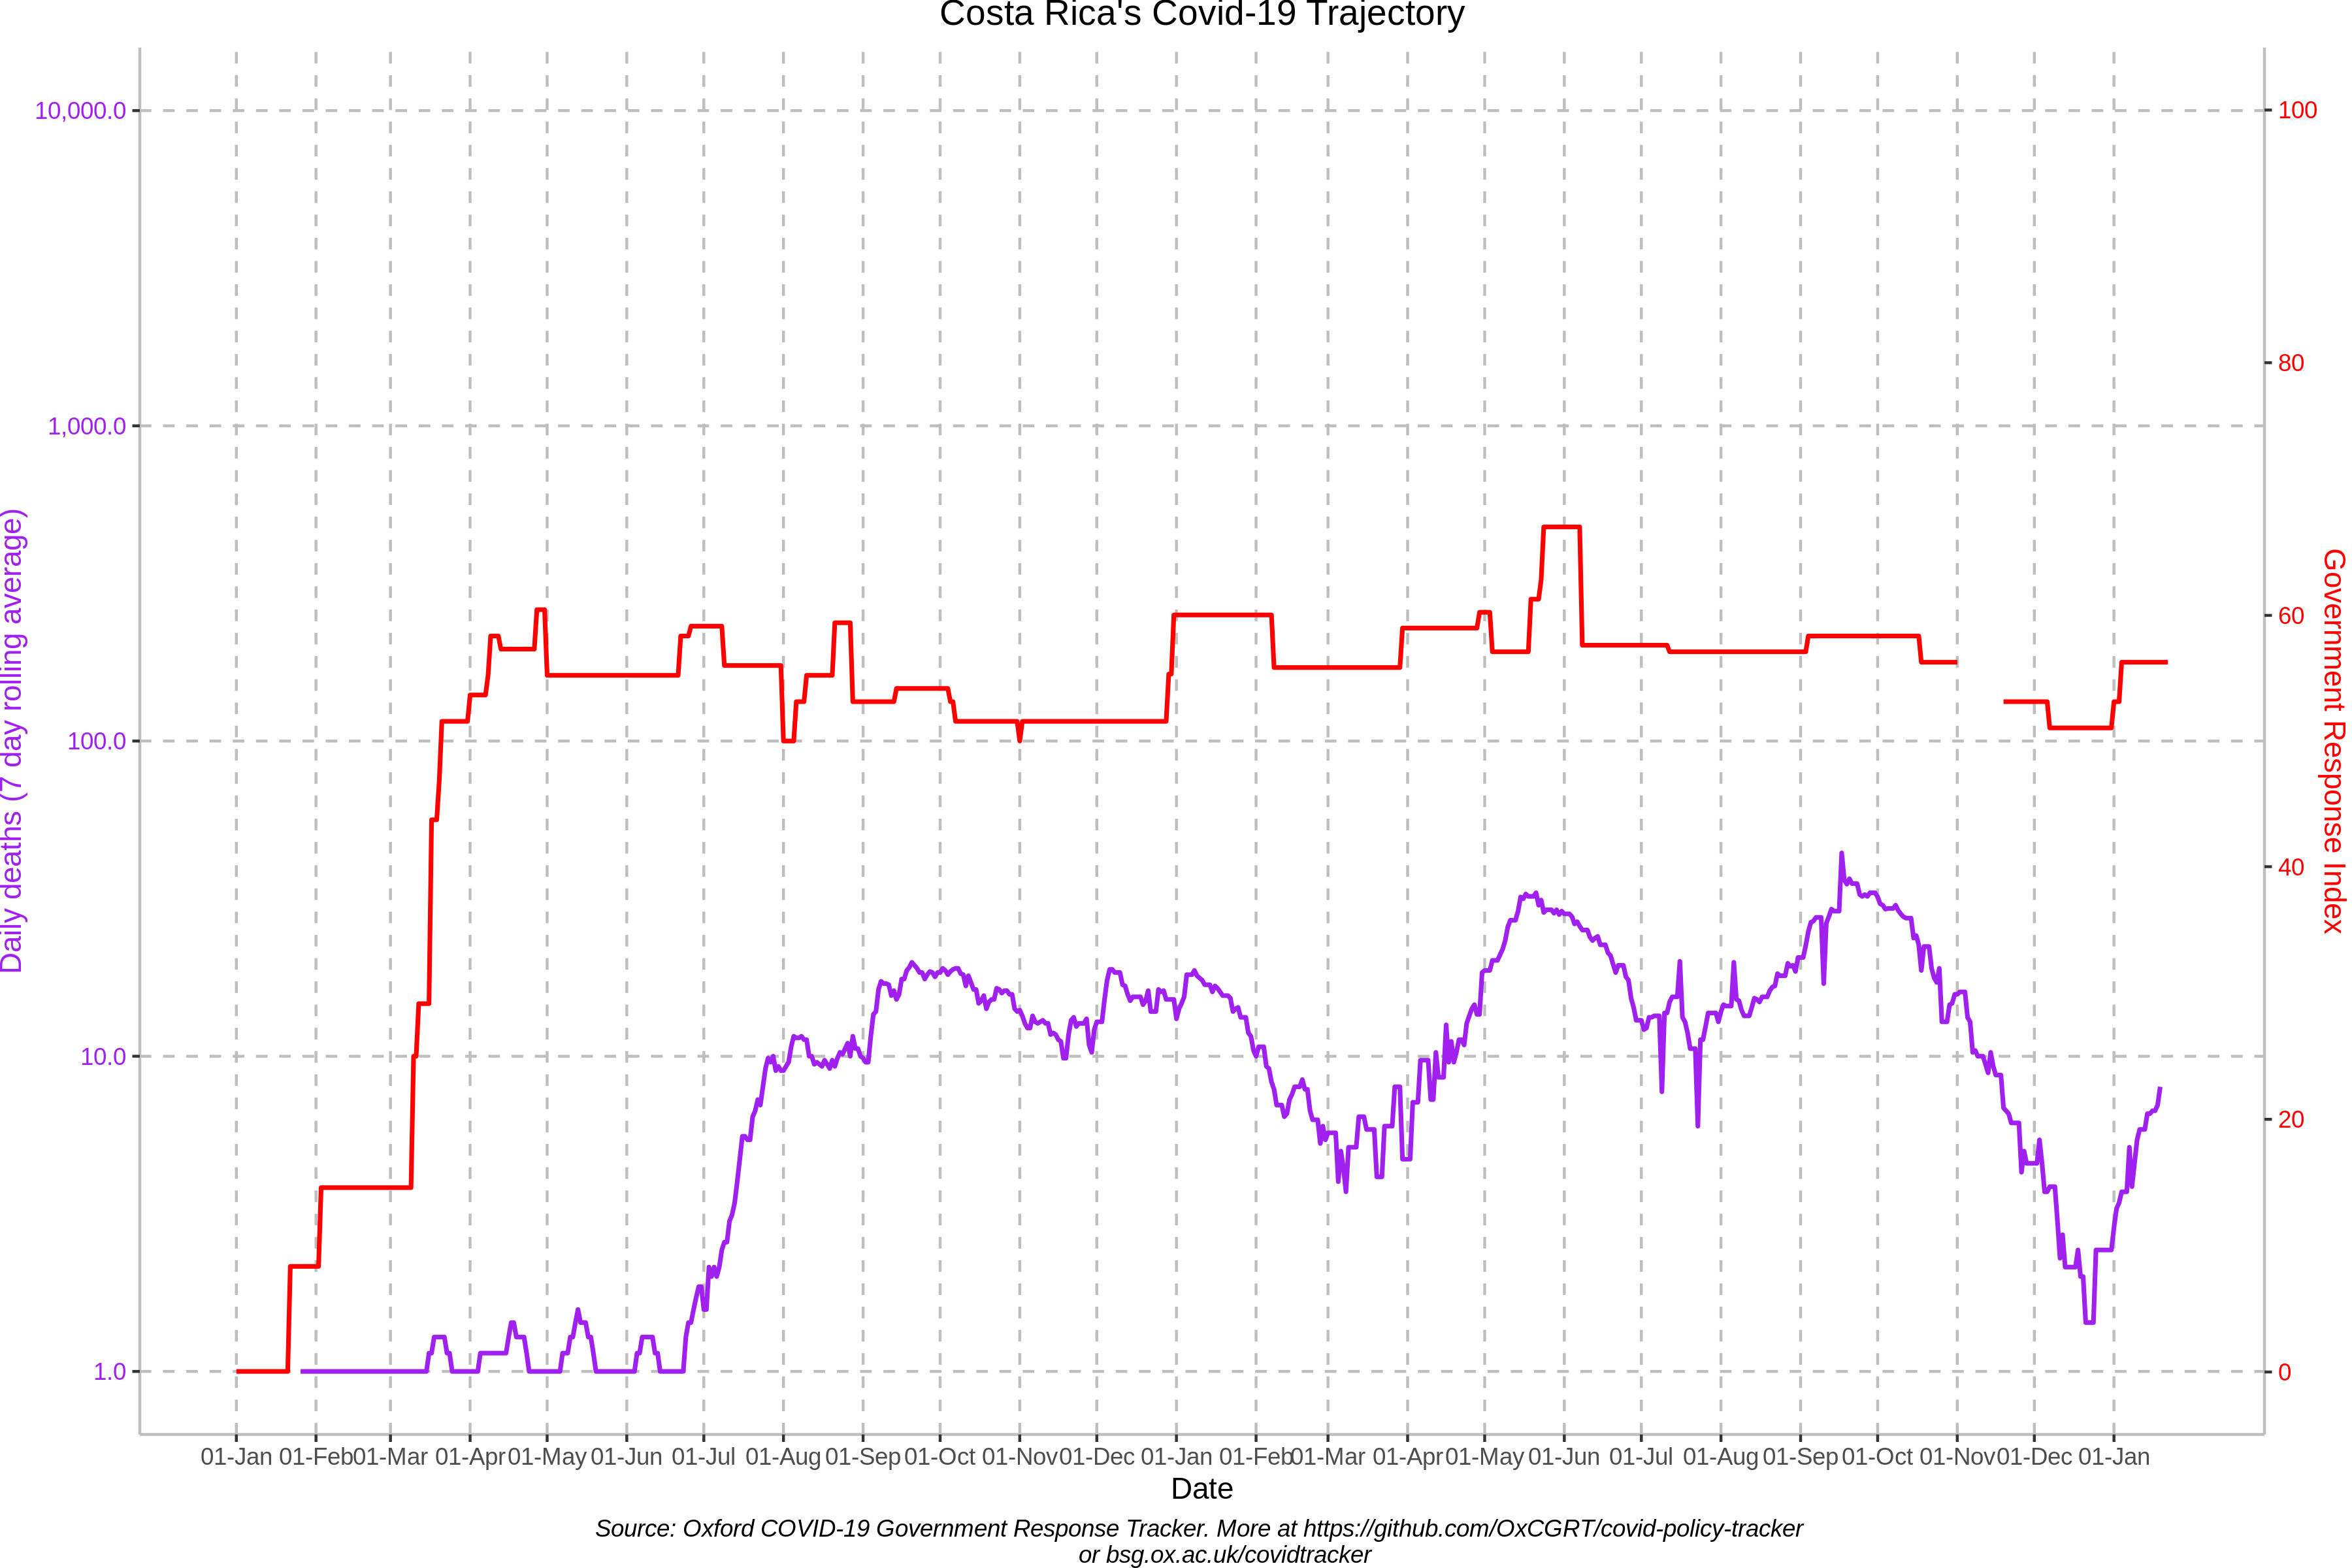 Costa Rica's Covid-19 Trajectory
10,000.0
1,000.0
100.0
10.0
1.0
Daily deaths (7 day rolling average)
100
80
60
40
20
0
Government Response Index
01-Jan 01-Feb 01-Mar 01-Apr 01-May 01-Jun 01-Jul 01-Aug 01-Sep 01-Oct 01-Nov 01-Dec 01-Jan 01-Feb 01-Mar 01-Apr 01-May 01-Jun 01-Jul 01-Aug 01-Sep 01-Oct 01-Nov 01-Dec 01-Jan
Date
Source: Oxford COVID-19 Government Response Tracker. More at https://github.com/OxCGRT/covid-policy-tracker
or bsg.ox.ac.uk/covidtracker